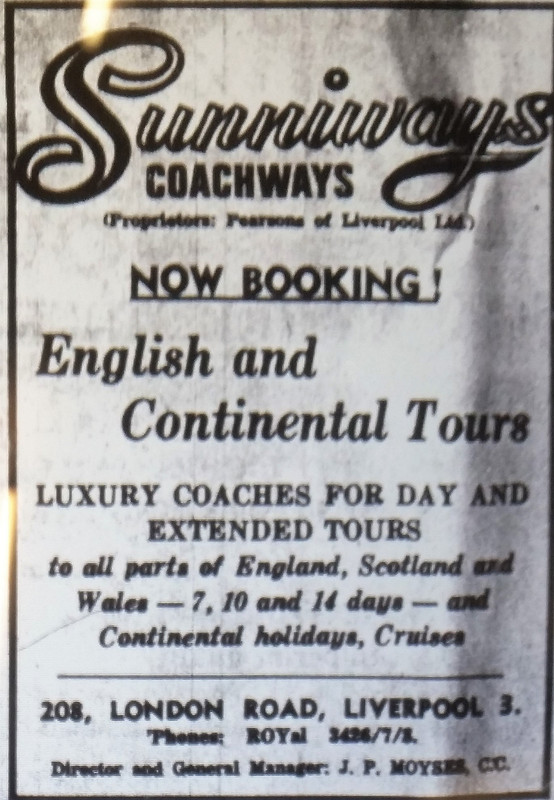 Sunniways
COACHWAYS
(Proprietors: Pearsons of Liverpool Ltd.)
NOW BOOKING!
English and
Continental Tours
LUXURY COACHES FOR DAY AND
EXTENDED TOURS
to all parts of England, Scotland and
Wales — 7, 10 and 14 days — and
Continental holidays, Cruises
208, LONDON ROAD, LIVERPOOL 3.
'Phones: ROYal 3426/7/8.
Director and General Manager: J. P. MOYSES, C.C.